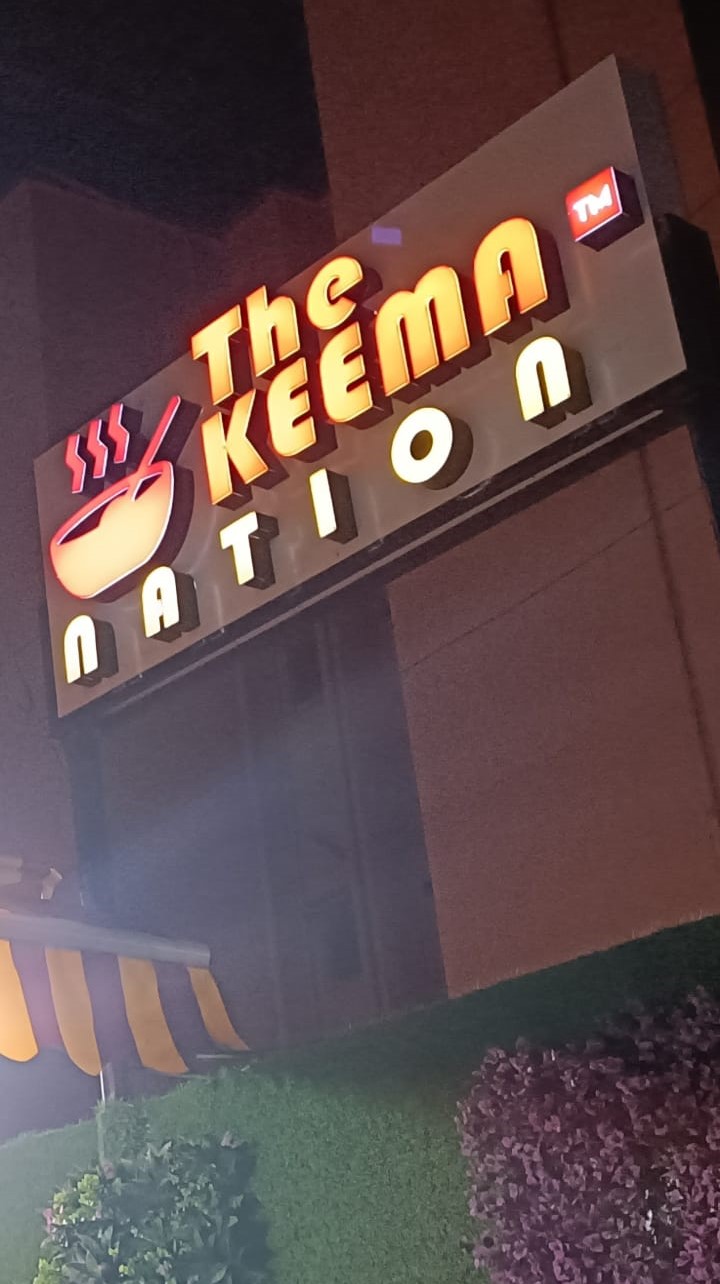 The
KEEMA
TM
NATION